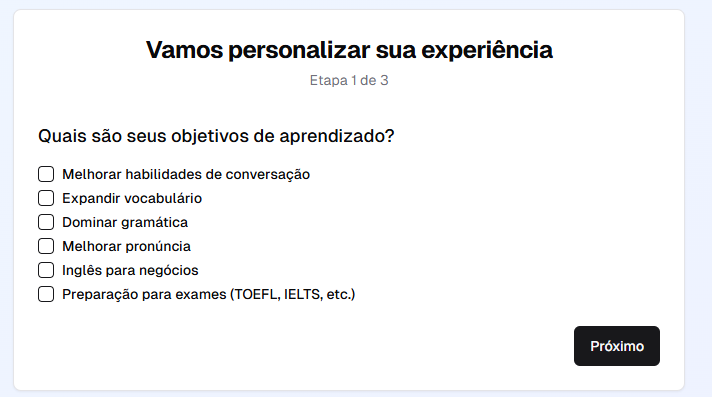 Vamos personalizar sua experiência
Etapa 1 de 3
Quais são seus objetivos de aprendizado?
Melhorar habilidades de conversação
Expandir vocabulário
Dominar gramática
Melhorar pronúncia
Inglês para negócios
Preparação para exames (TOEFL, IELTS, etc.)
Próximo